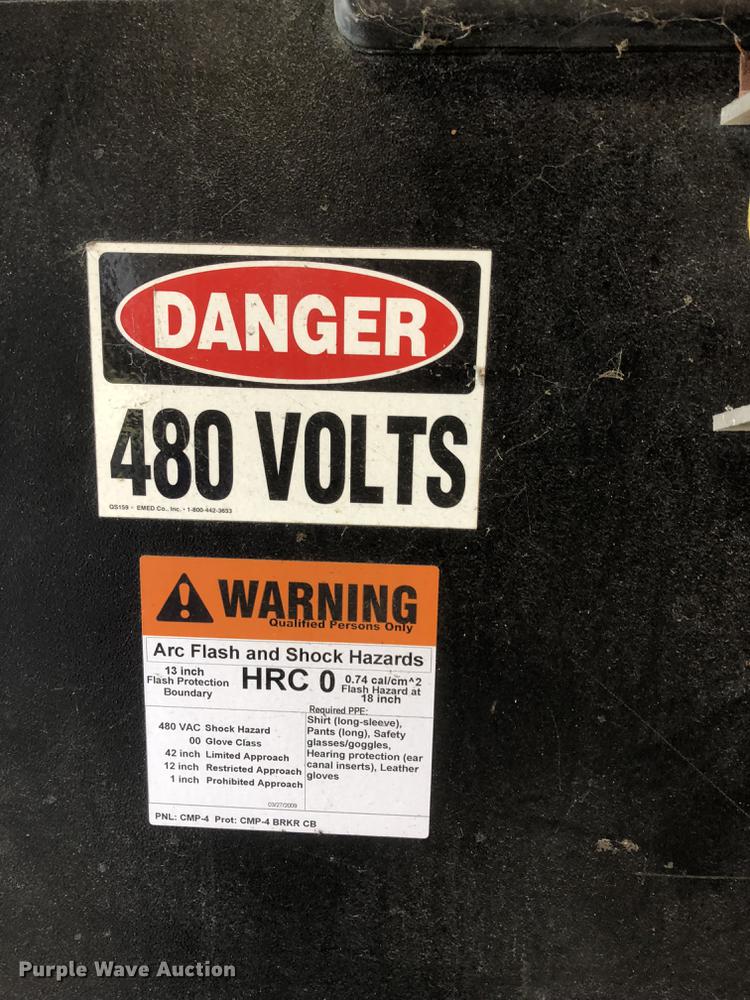 DANGER
480 VOLTS
QS159 • EMED Co., Inc. • 1-800-442-3633
WARNING
Qualified Persons Only
Arc Flash and Shock Hazards
13 inch
Flash Protection
Boundary
HRC 0
0.74 cal/cm^2
Flash Hazard at
18 inch
480 VAC Shock Hazard
00 Glove Class
42 inch Limited Approach
12 inch Restricted Approach
1 inch Prohibited Approach
03/27/2009
Required PPE:
Shirt (long-sleeve),
Pants (long), Safety
glasses/goggles,
Hearing protection (ear
canal inserts), Leather
gloves
PNL: CMP-4 Prot: CMP-4 BRKR CB
Purple Wave Auction